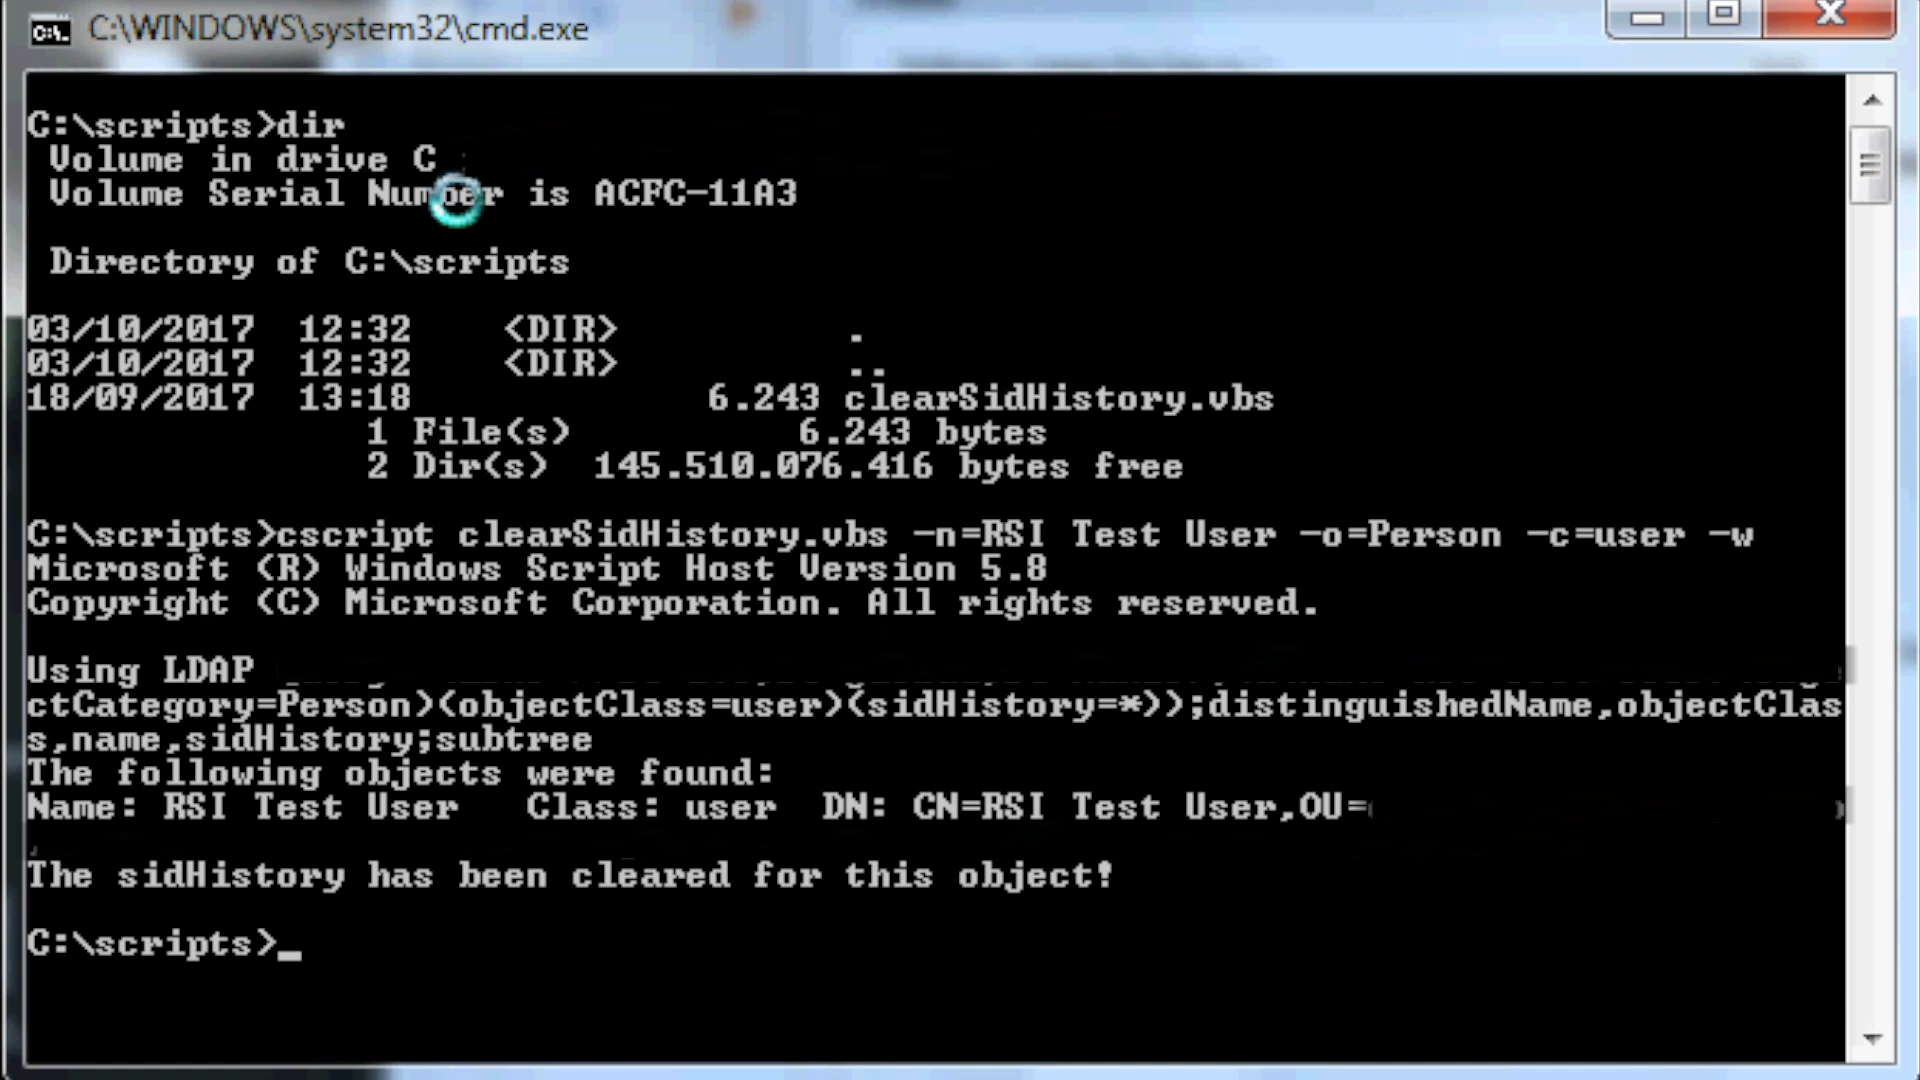 C:\WINDOWS\system32\cmd.exe
C:\scripts>dir
Volume in drive C
Volume Serial Number is ACFC-11A3
Directory of C:\scripts
03/10/2017 12:32 <DIR> .
03/10/2017 12:32 <DIR> ..
18/09/2017 13:18 6.243 clearSidHistory.vbs
1 File(s) 6.243 bytes
2 Dir(s) 145.510.076.416 bytes free
C:\scripts>cscript clearSidHistory.vbs -n=RSI Test User -o=Person -c=user -w
Microsoft (R) Windows Script Host Version 5.8
Copyright (C) Microsoft Corporation. All rights reserved.
Using LDAP
ctCategory=Person)(objectClass=user)(sidHistory=*));distinguishedName,objectClas
s,name,sidHistory;subtree
The following objects were found:
Name: RSI Test User Class: user DN: CN=RSI Test User,OU=
The sidHistory has been cleared for this object!
C:\scripts>_